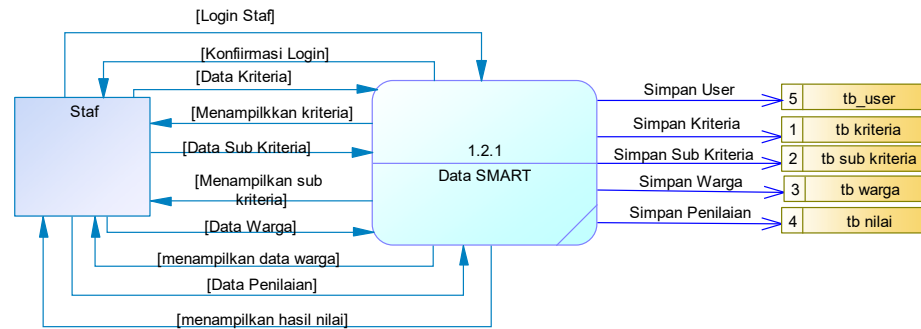 [Login Staf]
[Konfiirmasi Login]
[Data Kriteria]
Staf
[Menampilkkan kriteria]
[Data Sub Kriteria]
[Menampilkan sub
kriteria]
[Data Warga]
[menampilkan data warga]
[Data Penilaian]
[menampilkan hasil nilai]
1.2.1
Data SMART
Simpan User
Simpan Kriteria
Simpan Sub Kriteria
Simpan Warga
Simpan Penilaian
5 tb_user
1 tb kriteria
2 tb sub kriteria
3 tb warga
4 tb nilai